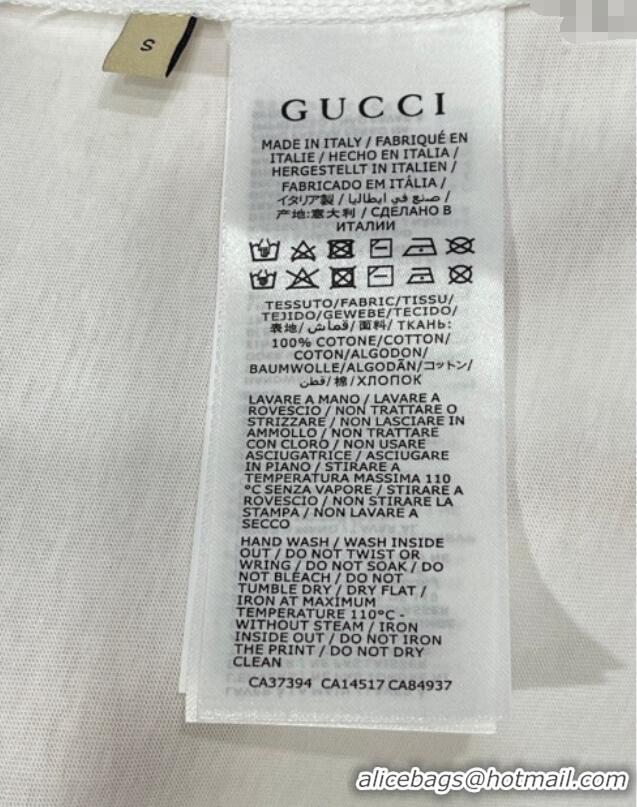 S
GUCCI
MADE IN ITALY / FABRIQUÉ EN
ITALIE / HECHO EN ITALIA /
HERGESTELLT IN ITALIEN /
FABRICADO EM ITÁLIA /
イタリア製 / صنع في ايطاليا /
产地:意大利 / СДЕЛАНО В
ИТАЛИИ
TESSUTO/FABRIC/TISSU/
TEJIDO/GEWEBE/TECIDO/
表地/ قماش/ 面料/ ТКАНЬ:
100% COTONE/COTTON/
COTON/ALGODON/
BAUMWOLLE/ALGODÃN/コットン/
قطن/ 棉/ ХЛОПОК
LAVARE A MANO / LAVARE A
ROVESCIO / NON TRATTARE O
STRIZZARE / NON LASCIARE IN
AMMOLLO / NON TRATTARE
CON CLORO / NON USARE
ASCIUGATRICE / ASCIUGARE
IN PIANO / STIRARE A
TEMPERATURA MASSIMA 110
°C SENZA VAPORE / STIRARE A
ROVESCIO / NON STIRARE LA
STAMPA / NON LAVARE A
SECCO
HAND WASH / WASH INSIDE
OUT / DO NOT TWIST OR
WRING / DO NOT SOAK / DO
NOT BLEACH / DO NOT
TUMBLE DRY / DRY FLAT /
IRON AT MAXIMUM
TEMPERATURE 110°C -
WITHOUT STEAM / IRON
INSIDE OUT / DO NOT IRON
THE PRINT / DO NOT DRY
CLEAN
CA37394 CA14517 CA84937
alicebags@hotmail.com